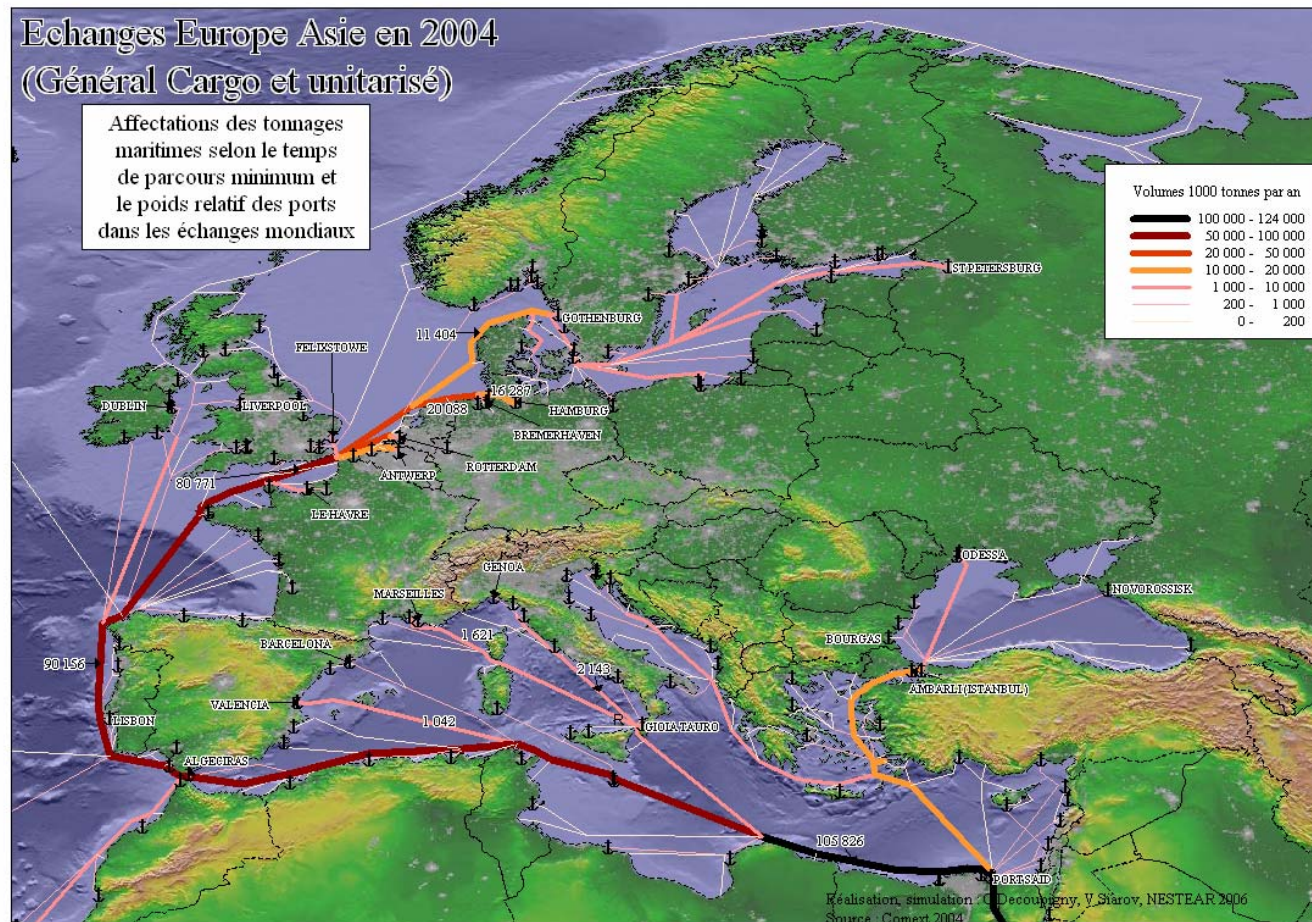 Echanges Europe Asie en 2004
(Général Cargo et unitarisé)
Affectations des tonnages
maritimes selon le temps
de parcours minimum et
le poids relatif des ports
dans les échanges mondiaux
Volumes 1000 tonnes par an
100 000 - 124 000
50 000 - 100 000
20 000 - 50 000
10 000 - 20 000
1 000 - 10 000
200 - 1 000
0 - 200
ST PETERSBURG
GOTHENBURG
11 404
FELIXSTOWE
16 287
DUBLIN
LIVERPOOL
20 088
HAMBURG
BREMERHAVEN
ROTTERDAM
ANTWERP
80 771
LE HAVRE
ODESSA
GENOA
MARSEILLES
NOVOROSSISK
1 621
BARCELONA
BOURGAS
90 156
2 143
AMBARLI (ISTANBUL)
VALENCIA
LISBON
1 042
R
GIOIA TAURO
ALGECIRAS
105 826
PORT-SAID
Réalisation, simulation : C Decoupigny, V Siarov, NESTEAR 2006
Source : Comext 2004